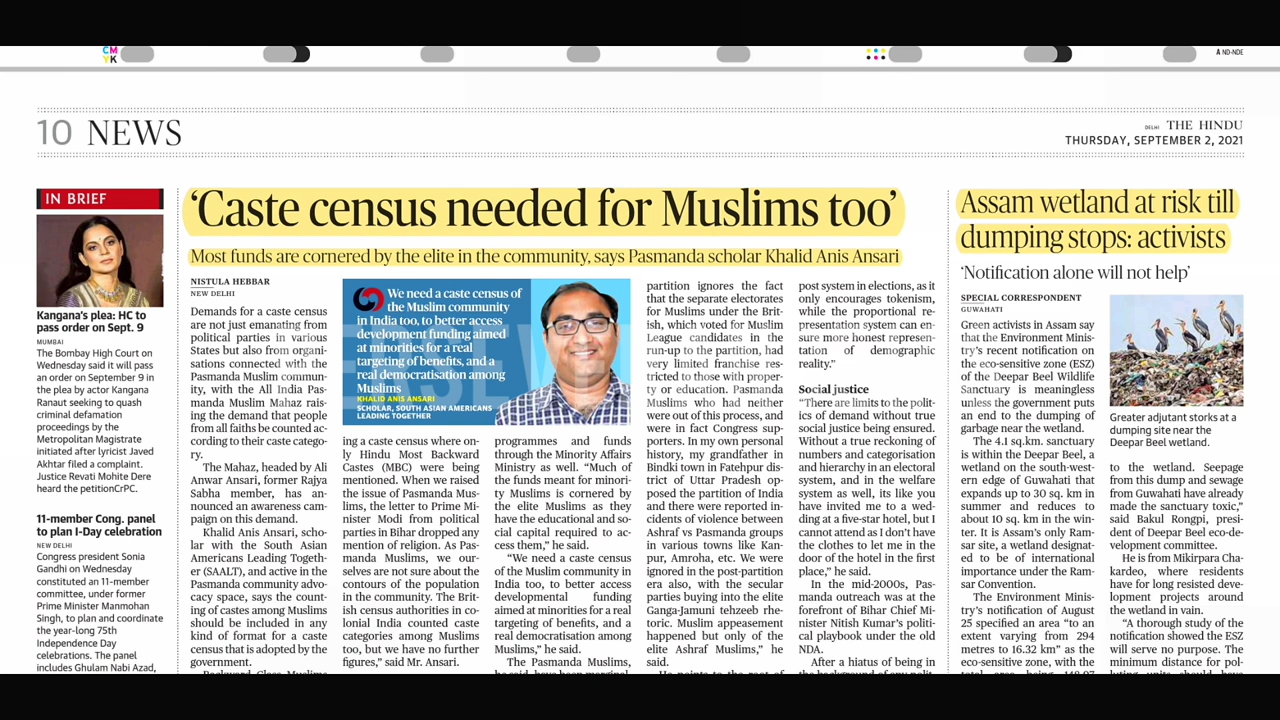 CM
YK
A ND-NDE
10 NEWS
DELHI THE HINDU
THURSDAY, SEPTEMBER 2, 2021
IN BRIEF
Kangana's plea: HC to
pass order on Sept. 9
MUMBAI
The Bombay High Court on
Wednesday said it will pass
an order on September 9 in
the plea by actor Kangana
Ranaut seeking to quash
criminal defamation
proceedings by the
Metropolitan Magistrate
initiated after lyricist Javed
Akhtar filed a complaint.
Justice Revati Mohite Dere
heard the petitionCrPC.
11-member Cong. panel
to plan I-Day celebration
NEW DELHI
Congress president Sonia
Gandhi on Wednesday
constituted an 11-member
committee, under former
Prime Minister Manmohan
Singh, to plan and coordinate
the year-long 75th
Independence Day
celebrations. The panel
includes Ghulam Nabi Azad,
'Caste census needed for Muslims too'
Most funds are cornered by the elite in the community, says Pasmanda scholar Khalid Anis Ansari
NISTULA HEBBAR
NEW DELHI
Demands for a caste census
are not just emanating from
political parties in various
States but also from organi-
sations connected with the
Pasmanda Muslim commun-
ity, with the All India Pas-
manda Muslim Mahaz rais-
ing the demand that people
from all faiths be counted ac-
cording to their caste catego-
ry.
The Mahaz, headed by Ali
Anwar Ansari, former Rajya
Sabha member, has an-
nounced an awareness cam-
paign on this demand.
Khalid Anis Ansari, scho-
lar with the South Asian
Americans Leading Togeth-
er (SAALT), and active in the
Pasmanda community advo-
cacy space, says the count-
ing of castes among Muslims
should be included in any
kind of format for a caste
census that is adopted by the
government.
We need a caste census of
the Muslim community
in India too, to better access
development funding aimed
at minorities for a real
targeting of benefits, and a
real democratisation among
Muslims
KHALID ANIS ANSARI
SCHOLAR, SOUTH ASIAN AMERICANS
LEADING TOGETHER
ing a caste census where on-
ly Hindu Most Backward
Castes (MBC) were being
mentioned. When we raised
the issue of Pasmanda Mus-
lims, the letter to Prime Mi-
nister Modi from political
parties in Bihar dropped any
mention of religion. As Pas-
manda Muslims, we our-
selves are not sure about the
contours of the population
in the community. The Brit-
ish census authorities in co-
lonial India counted caste
categories among Muslims
too, but we have no further
figures," said Mr. Ansari.
programmes and funds
through the Minority Affairs
Ministry as well. "Much of
the funds meant for minori-
ty Muslims is cornered by
the elite Muslims as they
have the educational and so-
cial capital required to ac-
cess them," he said.
"We need a caste census
of the Muslim community
in India too, to better access
developmental funding
aimed at minorities for a real
targeting of benefits, and a
real democratisation among
Muslims," he said.
The Pasmanda Muslims,
partition ignores the fact
that the separate electorates
for Muslims under the Brit-
ish, which voted for Muslim
League candidates in the
run-up to the partition, had
very limited franchise res-
tricted to those with proper-
ty or education. Pasmanda
Muslims who had neither
were out of this process, and
were in fact Congress sup-
porters. In my own personal
history, my grandfather in
Bindki town in Fatehpur dis-
trict of Uttar Pradesh op-
posed the partition of India
and there were reported in-
cidents of violence between
Ashraf vs Pasmanda groups
in various towns like Kan-
pur, Amroha, etc. We were
ignored in the post-partition
era also, with the secular
parties buying into the elite
Ganga-Jamuni tehzeeb rhe-
toric. Muslim appeasement
happened but only of the
elite Ashraf Muslims," he
said.
post system in elections, as it
only encourages tokenism,
while the proportional re-
presentation system can en-
sure more honest represen-
tation of demographic
reality."
Social justice
"There are limits to the polit-
ics of demand without true
social justice being ensured.
Without a true reckoning of
numbers and categorisation
and hierarchy in an electoral
system, and in the welfare
system as well, its like you
have invited me to a wed-
ding at a five-star hotel, but I
cannot attend as I don't have
the clothes to let me in the
door of the hotel in the first
place," he said.
In the mid-2000s, Pas-
manda outreach was at the
forefront of Bihar Chief Mi-
nister Nitish Kumar's politi-
cal playbook under the old
NDA.
After a hiatus of being in
Assam wetland at risk till
dumping stops: activists
'Notification alone will not help'
SPECIAL CORRESPONDENT
GUWAHATI
Green activists in Assam say
that the Environment Minis-
try's recent notification on
the eco-sensitive zone (ESZ)
of the Deepar Beel Wildlife
Sanctuary is meaningless
unless the government puts
an end to the dumping of
garbage near the wetland.
The 4.1 sq.km. sanctuary
is within the Deepar Beel, a
wetland on the south-west-
ern edge of Guwahati that
expands up to 30 sq. km in
summer and reduces to
about 10 sq. km in the win-
ter. It is Assam's only Ram-
sar site, a wetland designat-
ed to be of international
importance under the Ram-
sar Convention.
The Environment Minis-
try's notification of August
25 specified an area "to an
extent varying from 294
metres to 16.32 km" as the
eco-sensitive zone, with the
Greater adjutant storks at a
dumping site near the
Deepar Beel wetland.
to the wetland. Seepage
from this dump and sewage
from Guwahati have already
made the sanctuary toxic,"
said Bakul Rongpi, presi-
dent of Deepar Beel eco-de-
velopment committee.
He is from Mikirpara Cha-
kardeo, where residents
have for long resisted deve-
lopment projects around
the wetland in vain.
"A thorough study of the
notification showed the ESZ
will serve no purpose. The
minimum distance for pol-